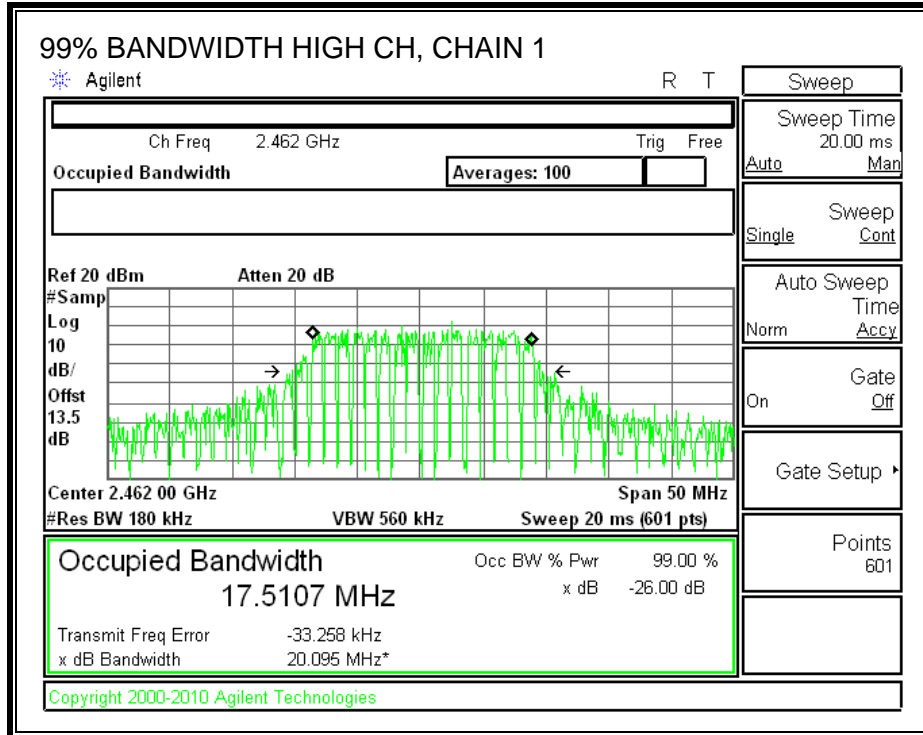 99% BANDWIDTH HIGH CH, CHAIN 1
Agilent R T
Ch Freq 2.462 GHz Trig Free
Occupied Bandwidth Averages: 100
Ref 20 dBm Atten 20 dB
#Samp
Log
10
dB/
Offst
13.5
dB
Center 2.462 00 GHz Span 50 MHz
#Res BW 180 kHz VBW 560 kHz Sweep 20 ms (601 pts)
Occupied Bandwidth
17.5107 MHz
Occ BW % Pwr 99.00 %
x dB -26.00 dB
Transmit Freq Error -33.258 kHz
x dB Bandwidth 20.095 MHz*
Copyright 2000-2010 Agilent Technologies
Sweep
Sweep Time
20.00 ms
Auto Man
Sweep
Single Cont
Auto Sweep
Time
Norm Accy
Gate
On Off
Gate Setup
Points
601